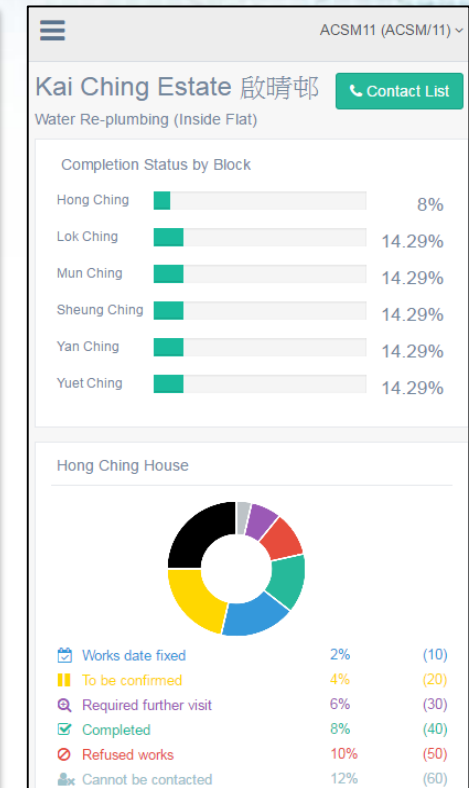 ACSM11 (ACSM/11)
Kai Ching Estate 啟晴邨
Contact List
Water Re-plumbing (Inside Flat)
Completion Status by Block
Hong Ching 8%
Lok Ching 14.29%
Mun Ching 14.29%
Sheung Ching 14.29%
Yan Ching 14.29%
Yuet Ching 14.29%
Hong Ching House
Works date fixed 2% (10)
To be confirmed 4% (20)
Required further visit 6% (30)
Completed 8% (40)
Refused works 10% (50)
Cannot be contacted 12% (60)